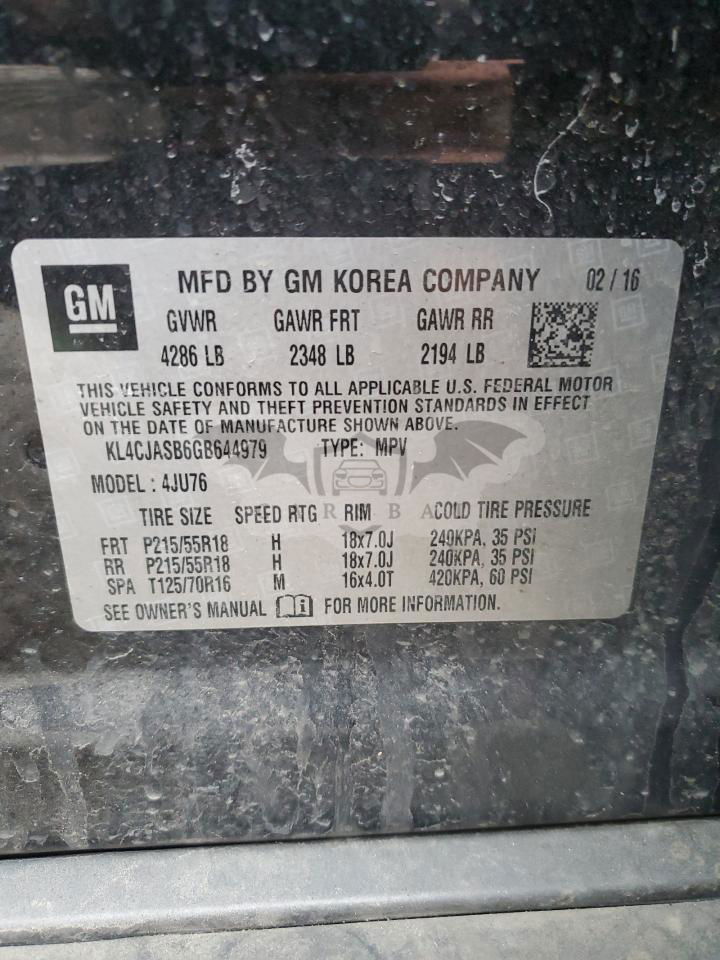 GM
MFD BY GM KOREA COMPANY 02 / 16
GVWR GAWR FRT GAWR RR
4286 LB 2348 LB 2194 LB
THIS VEHICLE CONFORMS TO ALL APPLICABLE U.S. FEDERAL MOTOR
VEHICLE SAFETY AND THEFT PREVENTION STANDARDS IN EFFECT
ON THE DATE OF MANUFACTURE SHOWN ABOVE.
KL4CJASB6GB644979 TYPE: MPV
MODEL : 4JU76
TIRE SIZE SPEED RTG RIM COLD TIRE PRESSURE
FRT P215/55R18 H 18x7.0J 240KPA, 35 PSI
RR P215/55R18 H 18x7.0J 240KPA, 35 PSI
SPA T125/70R16 M 16x4.0T 420KPA, 60 PSI
SEE OWNER'S MANUAL FOR MORE INFORMATION.